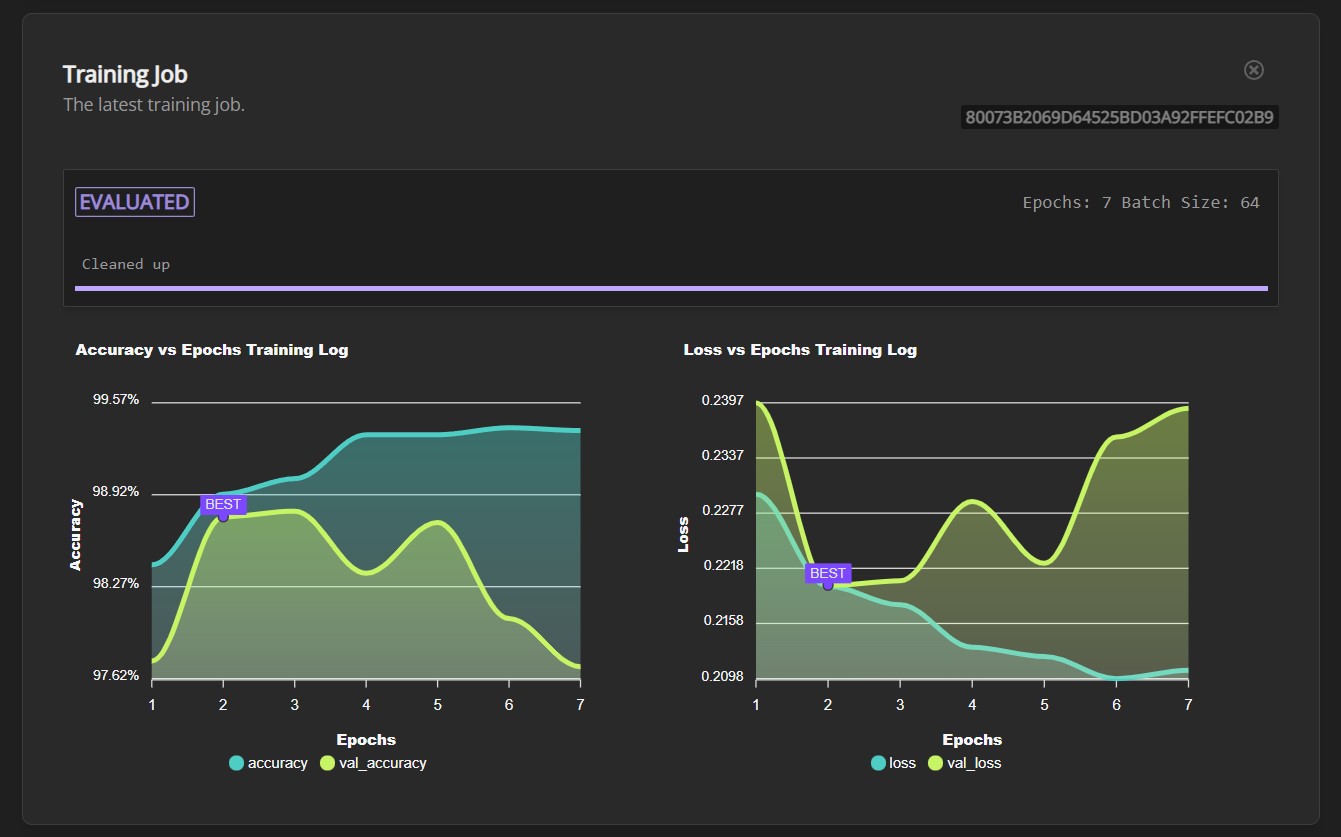 Training Job
The latest training job.
80073B2069D64525BD03A92FFEFC02B9
EVALUATED
Epochs: 7 Batch Size: 64
Cleaned up
Accuracy vs Epochs Training Log
99.57%
98.92%
98.27%
97.62%
Accuracy
BEST
1 2 3 4 5 6 7
Epochs
accuracy val_accuracy
Loss vs Epochs Training Log
0.2397
0.2337
0.2277
0.2218
0.2158
0.2098
Loss
BEST
1 2 3 4 5 6 7
Epochs
loss val_loss